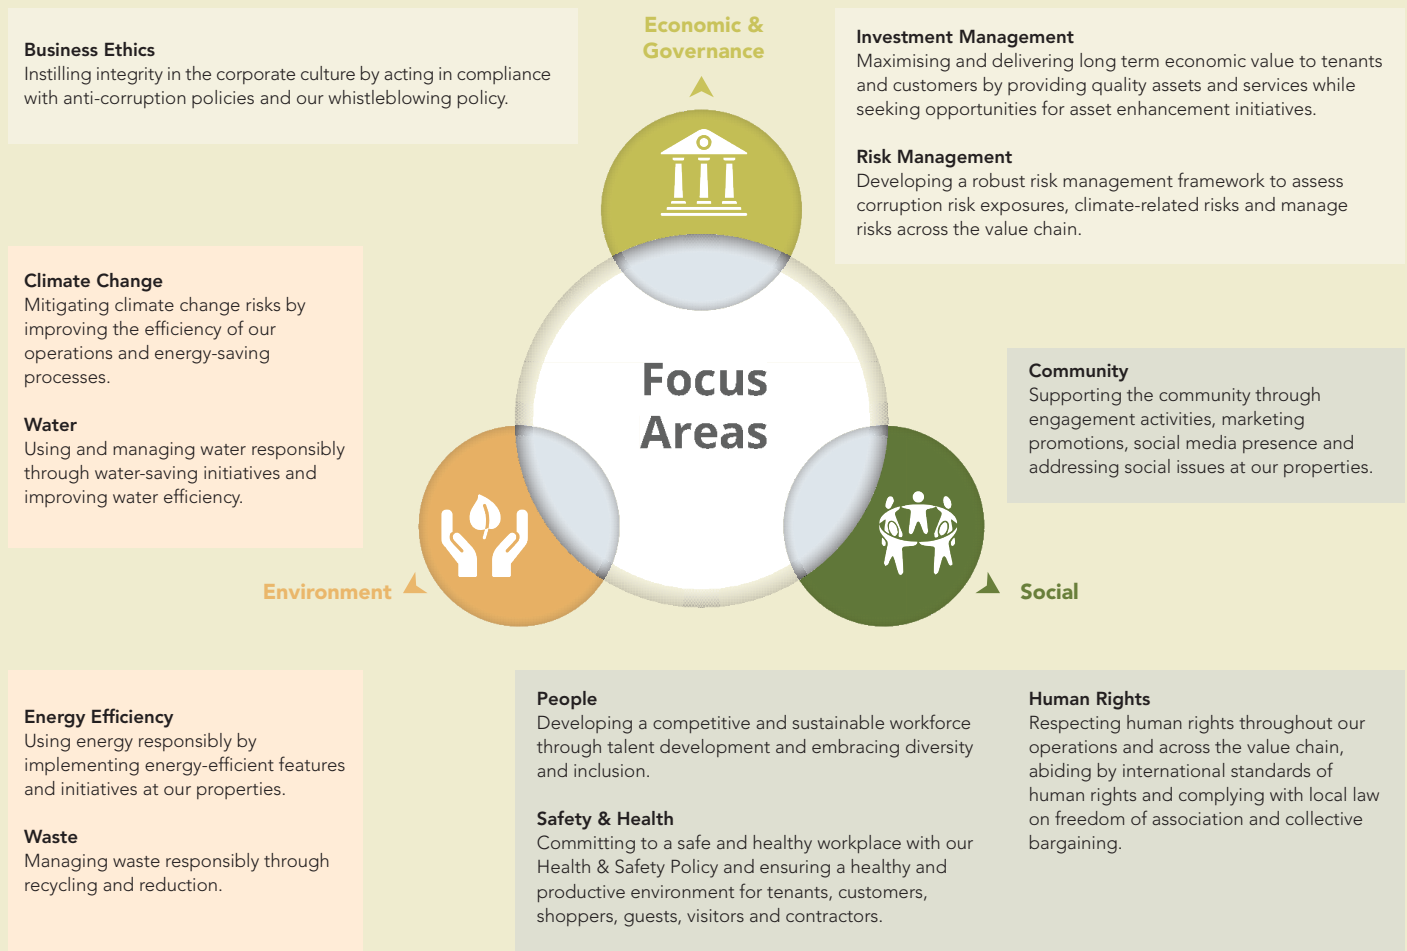 Economic &
Governance
Business Ethics
Instilling integrity in the corporate culture by acting in compliance
with anti-corruption policies and our whistleblowing policy.
Investment Management
Maximising and delivering long term economic value to tenants
and customers by providing quality assets and services while
seeking opportunities for asset enhancement initiatives.
Risk Management
Developing a robust risk management framework to assess
corruption risk exposures, climate-related risks and manage
risks across the value chain.
Climate Change
Mitigating climate change risks by
improving the efficiency of our
operations and energy-saving
processes.
Water
Using and managing water responsibly
through water-saving initiatives and
improving water efficiency.
Focus
Areas
Community
Supporting the community through
engagement activities, marketing
promotions, social media presence and
addressing social issues at our properties.
Environment
Social
Energy Efficiency
Using energy responsibly by
implementing energy-efficient features
and initiatives at our properties.
Waste
Managing waste responsibly through
recycling and reduction.
People
Developing a competitive and sustainable workforce
through talent development and embracing diversity
and inclusion.
Safety & Health
Committing to a safe and healthy workplace with our
Health & Safety Policy and ensuring a healthy and
productive environment for tenants, customers,
shoppers, guests, visitors and contractors.
Human Rights
Respecting human rights throughout our
operations and across the value chain,
abiding by international standards of
human rights and complying with local law
on freedom of association and collective
bargaining.